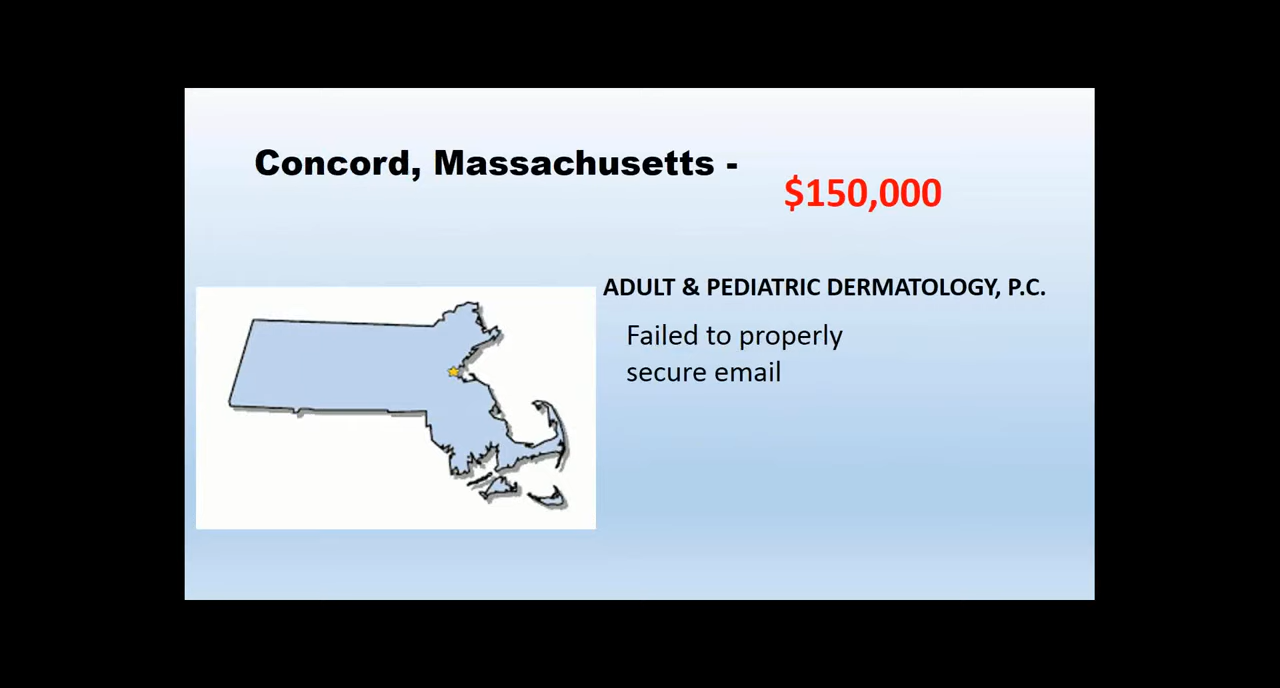 Concord, Massachusetts -
$150,000
ADULT & PEDIATRIC DERMATOLOGY, P.C.
Failed to properly
secure email